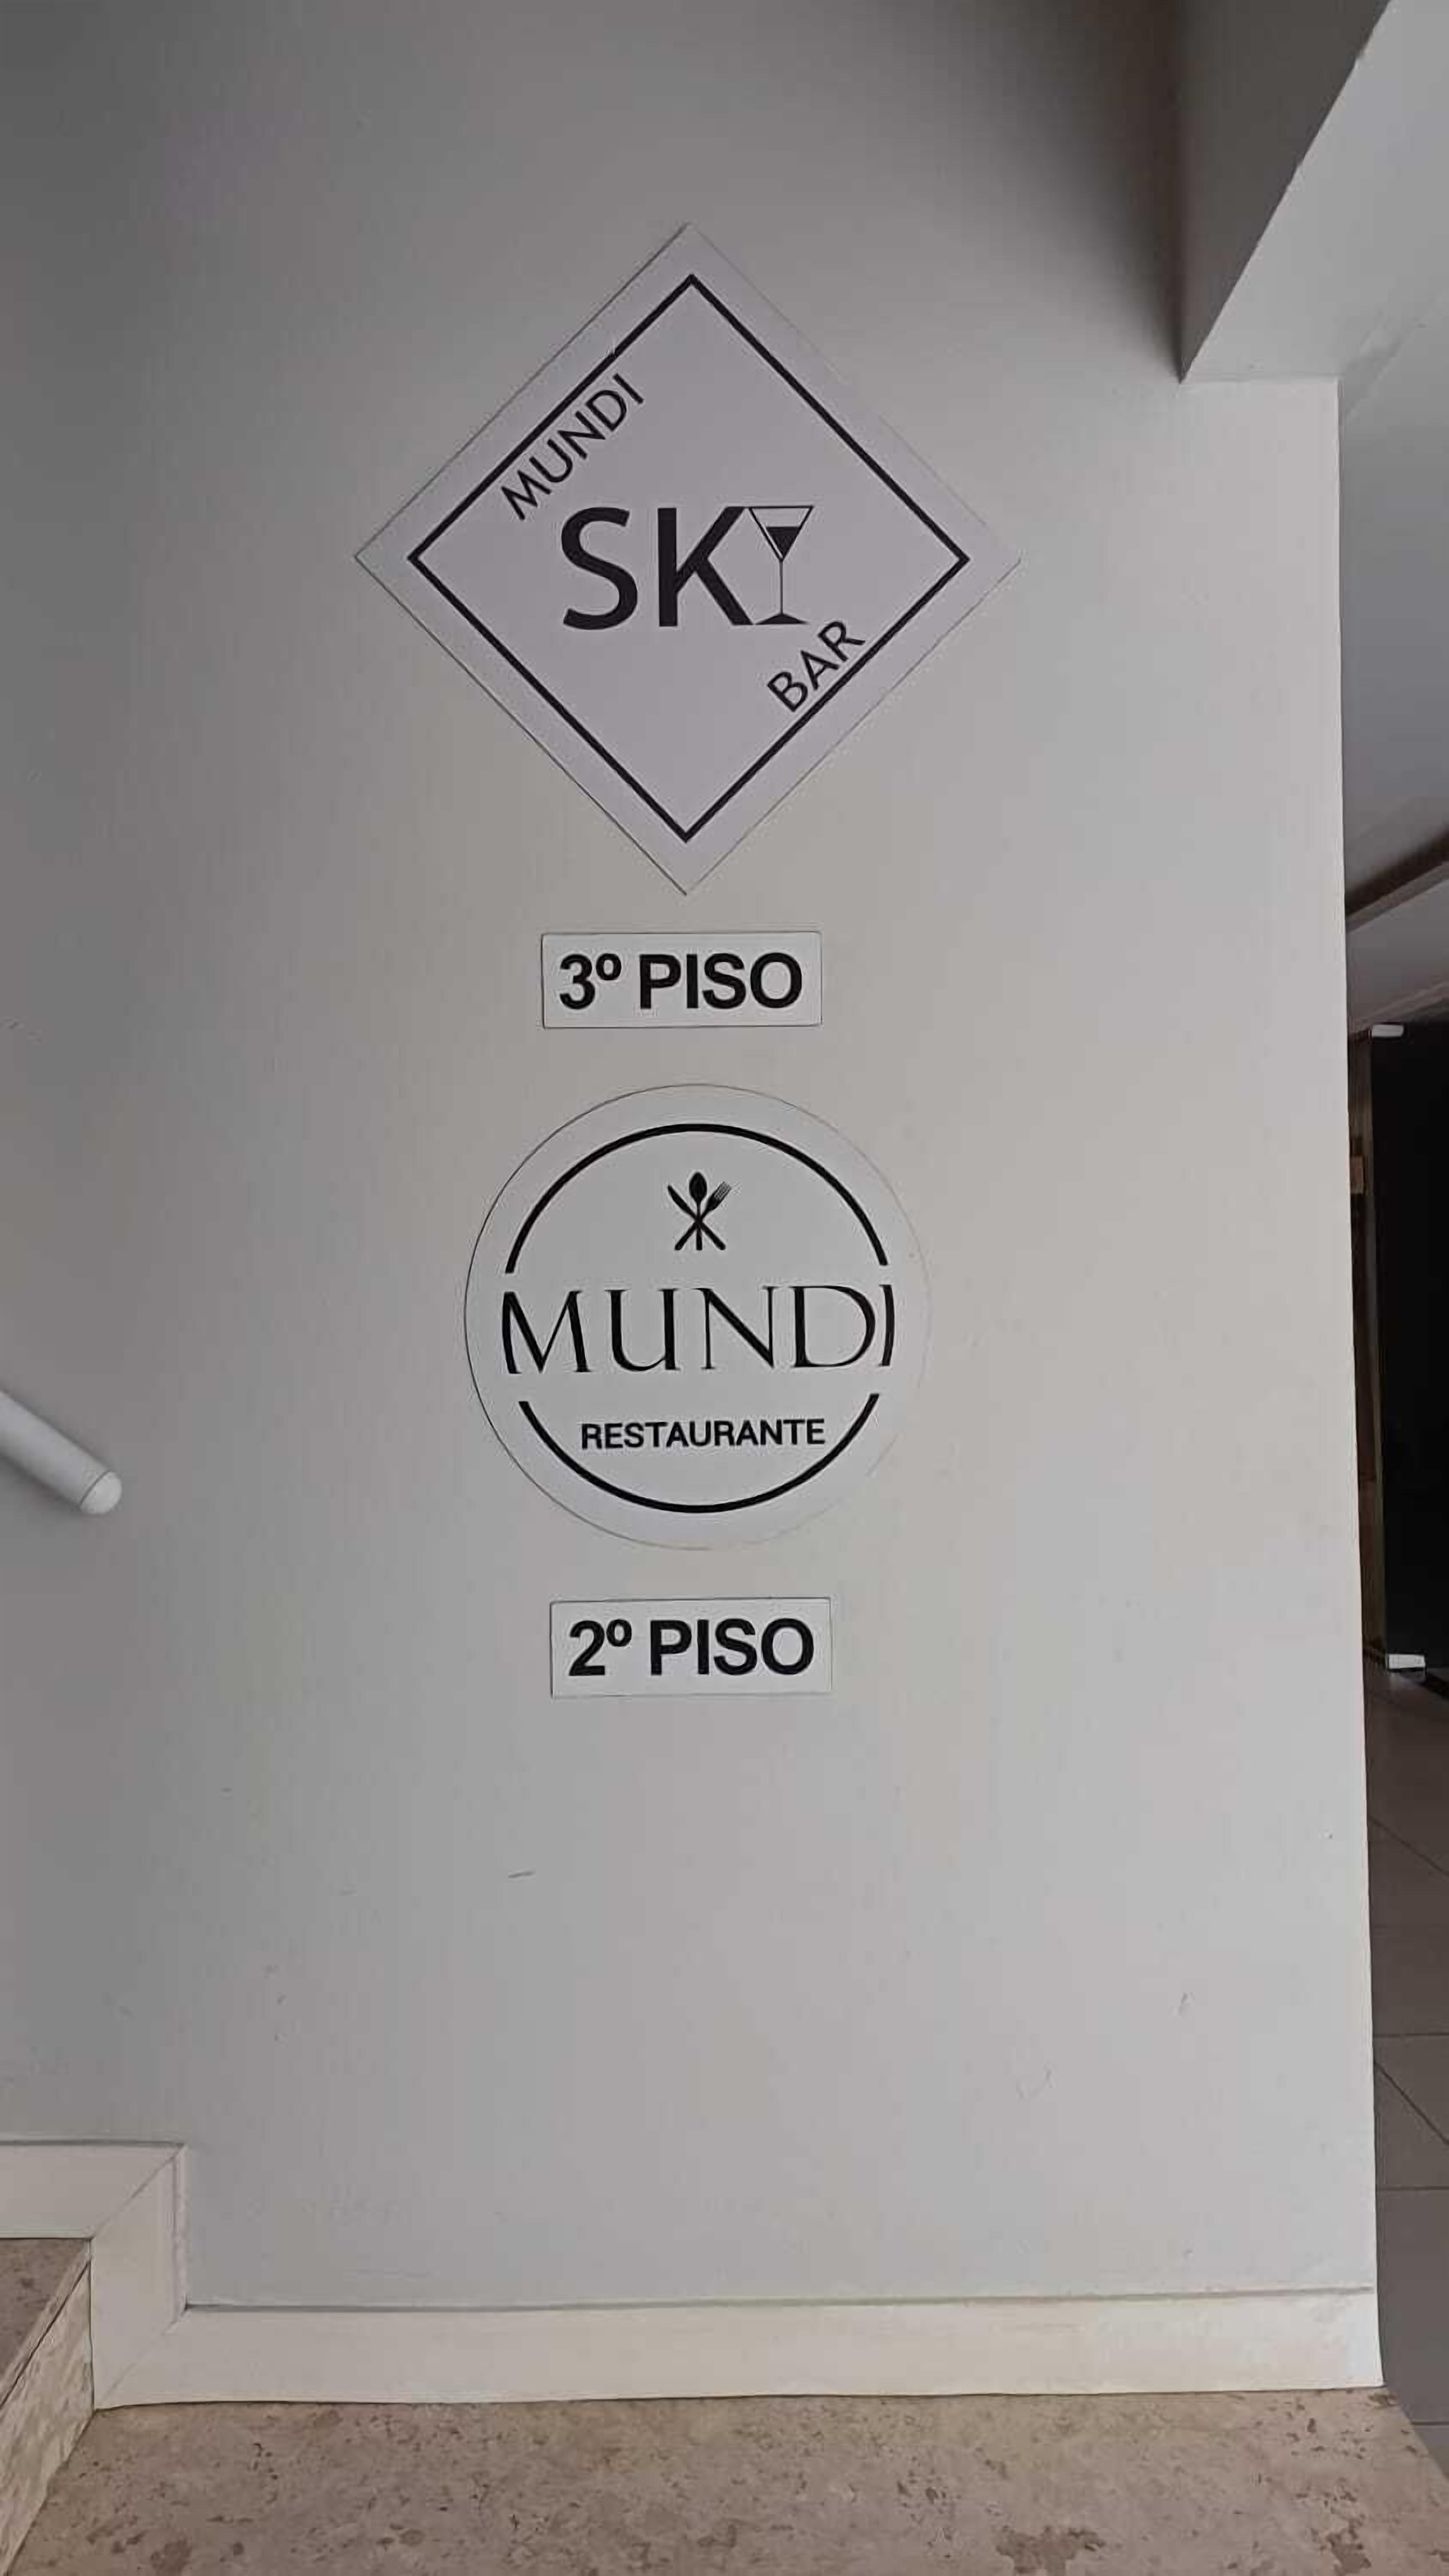 MUNDI
SKY
BAR
3º PISO
MUNDI
RESTAURANTE
2º PISO